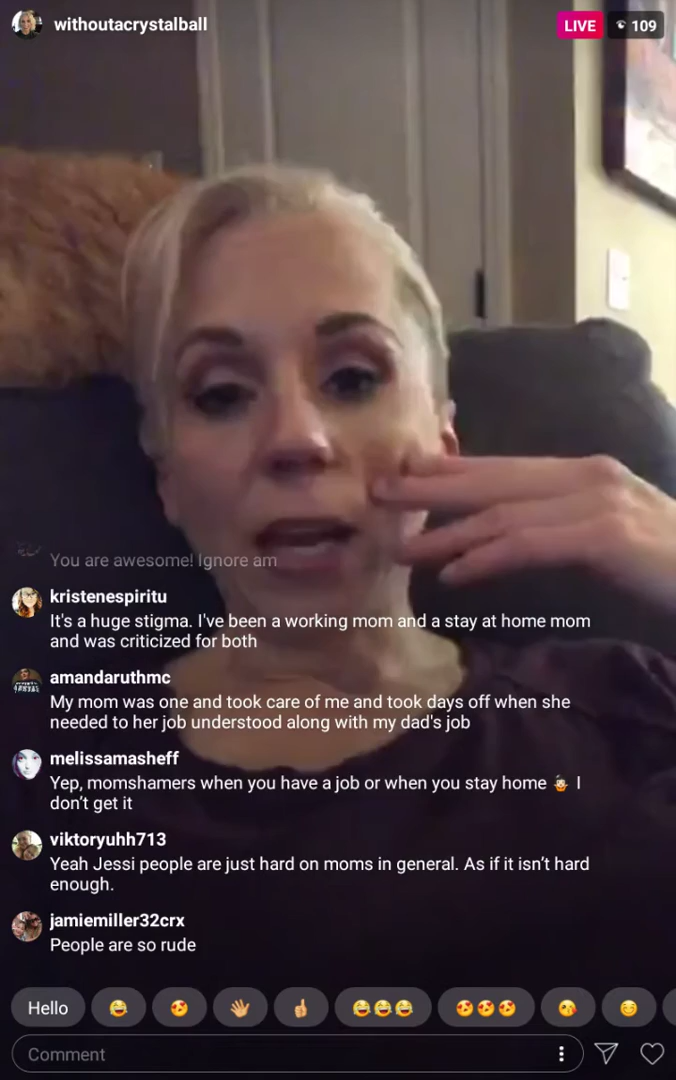 withoutacrystalball
LIVE
109
You are awesome! Ignore am
kristenespiritu
It's a huge stigma. I've been a working mom and a stay at home mom
and was criticized for both
amandaruthmc
My mom was one and took care of me and took days off when she
needed to her job understood along with my dad's job
melissamasheff
Yep, momshamers when you have a job or when you stay home 🤷🏻 I
don't get it
viktoryuhh713
Yeah Jessi people are just hard on moms in general. As if it isn't hard
enough.
jamiemiller32crx
People are so rude
Hello 😂 😍 👋🏼 ☝🏼 😂😂😂 😍😍😍 😘 😊
Comment